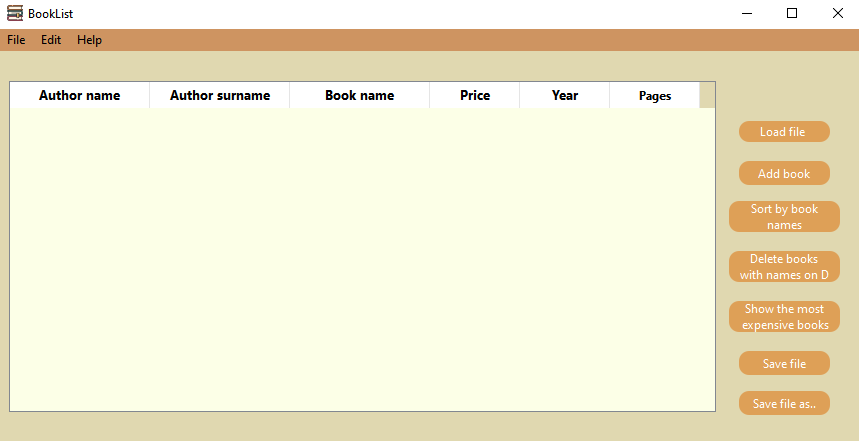 BookList
File Edit Help
Author name Author surname Book name Price Year Pages
Load file
Add book
Sort by book
names
Delete books
with names on D
Show the most
expensive books
Save file
Save file as..